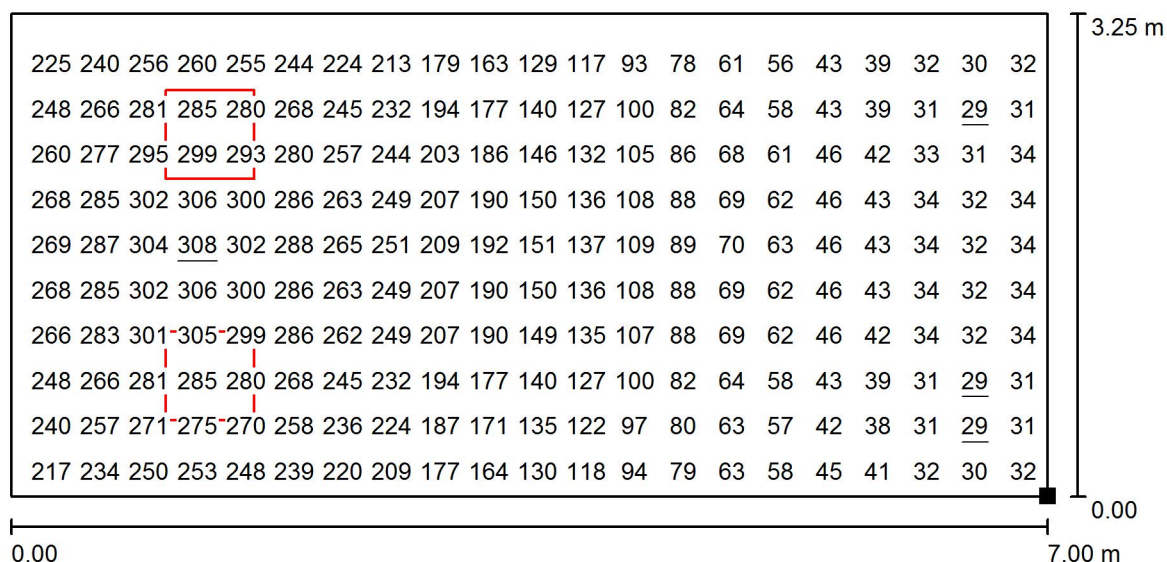 3.25 m
225 240 256 260 255 244 224 213 179 163 129 117 93 78 61 56 43 39 32 30 32
248 266 281 285 280 268 245 232 194 177 140 127 100 82 64 58 43 39 31 29 31
260 277 295 299 293 280 257 244 203 186 146 132 105 86 68 61 46 42 33 31 34
268 285 302 306 300 286 263 249 207 190 150 136 108 88 69 62 46 43 34 32 34
269 287 304 308 302 288 265 251 209 192 151 137 109 89 70 63 46 43 34 32 34
268 285 302 306 300 286 263 249 207 190 150 136 108 88 69 62 46 43 34 32 34
266 283 301 305 299 286 262 249 207 190 149 135 107 88 69 62 46 42 34 32 34
248 266 281 285 280 268 245 232 194 177 140 127 100 82 64 58 43 39 31 29 31
240 257 271 275 270 258 236 224 187 171 135 122 97 80 63 57 42 38 31 29 31
217 234 250 253 248 239 220 209 177 164 130 118 94 79 63 58 45 41 32 30 32
0.00
0.00
7.00 m